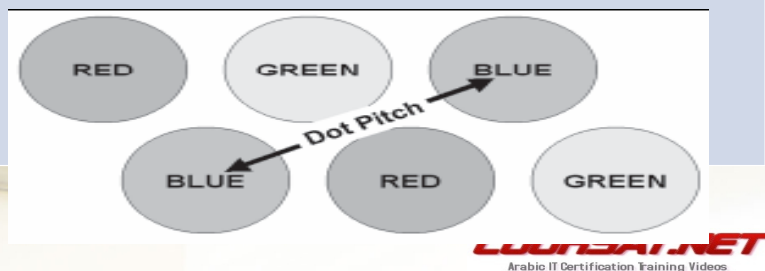 RED GREEN BLUE
Dot Pitch
BLUE RED GREEN
Arabic IT Certification Training Videos